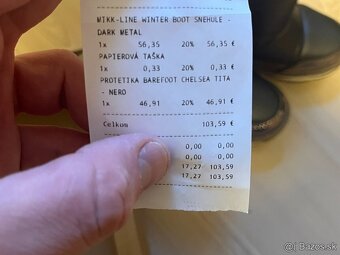 MIKK-LINE WINTER BOOT SNEHULE -
DARK METAL
1x 56,35 20% 56,35 €
PAPIEROVÁ TAŠKA
1x 0,33 20% 0,33 €
PROTETIKA BAREFOOT CHELSEA TITA
- NERO
1x 46,91 20% 46,91 €
Celkom 103,59 €
0,00 0,00
0,00 0,00
17,27 103,59
17,27 103,59
© j Bazos.sk